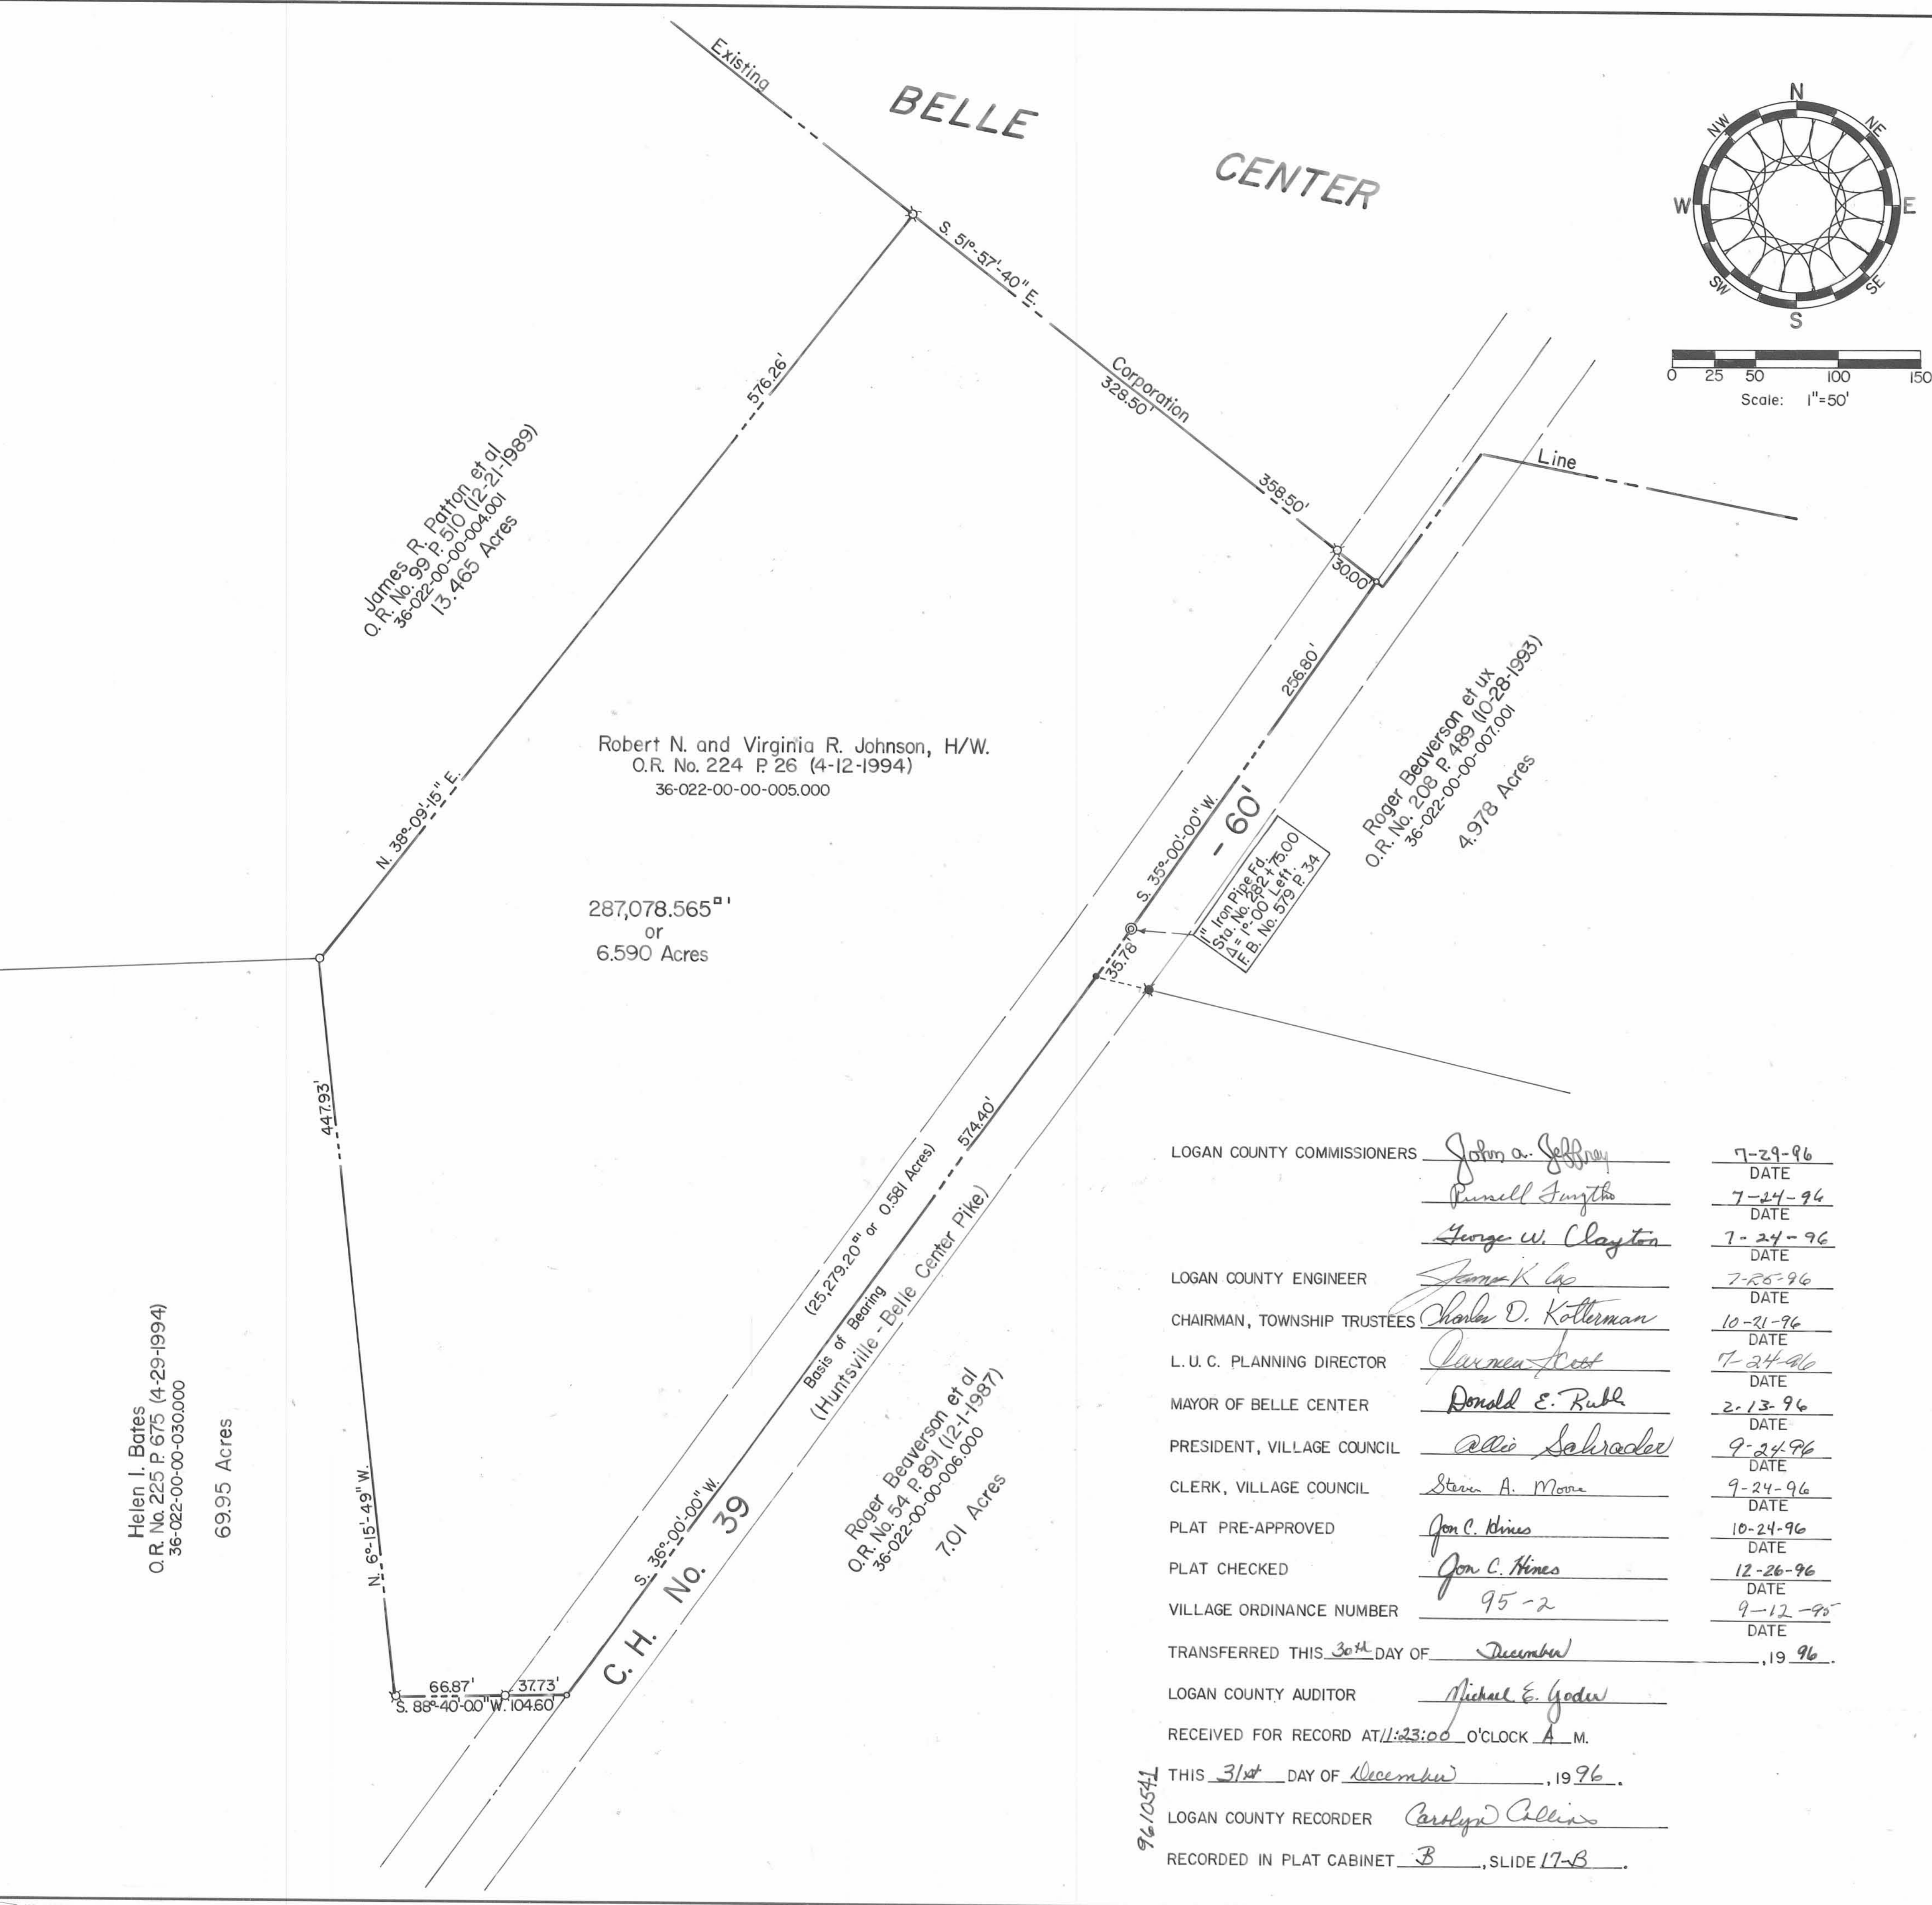 Existing
BELLE
CENTER
N
NE
E
SE
S
SW
W
NW
0 25 50 100 150
Scale: 1"=50'
S. 51°-57'-40" E.
Corporation
328.50'
358.50'
30.00'
Line
576.26'
N. 38°-09'-15" E.
James R. Patton et al
O.R. No. 99 P. 510 (12-21-1989)
36-022-00-00-004.001
13.465 Acres
Robert N. and Virginia R. Johnson, H/W.
O.R. No. 224 P. 26 (4-12-1994)
36-022-00-00-005.000
287,078.565□'
or
6.590 Acres
256.80'
S. 35°-00'-00" W.
- 60'
1" Iron Pipe Fd.
Sta. No. 282+75.00
Δ = 1°-00' Left.
F. B. No. 579 P. 34
35.78'
Roger Beaverson et ux
O.R. No. 208 P. 489 (10-28-1993)
36-022-00-00-007.001
4.978 Acres
447.93'
N. 6°-15'-49" W.
574.40'
(25,279.20□' or 0.581 Acres)
Basis of Bearing
(Huntsville - Belle Center Pike)
S. 36°-00'-00" W.
C. H. No. 39
Roger Beaverson et al
O.R. No. 54 P. 891 (12-1-1987)
36-022-00-00-006.000
7.01 Acres
Helen I. Bates
O.R. No. 225 P. 675 (4-29-1994)
36-022-00-00-030.000
69.95 Acres
66.87' 37.73'
S. 88°-40'-00" W. 104.60'
LOGAN COUNTY COMMISSIONERS John A. Jeffrey 7-29-96
DATE
Russell Forsythe 7-24-96
DATE
George W. Clayton 7-24-96
DATE
LOGAN COUNTY ENGINEER James K Cox 7-25-96
DATE
CHAIRMAN, TOWNSHIP TRUSTEES Charles D. Kotterman 10-21-96
DATE
L.U.C. PLANNING DIRECTOR Carmen Scott 7-24-96
DATE
MAYOR OF BELLE CENTER Donald E. 2-13-96
DATE
PRESIDENT, VILLAGE COUNCIL Allie Schrader 9-24-96
DATE
CLERK, VILLAGE COUNCIL Steven A. Moore 9-24-96
DATE
PLAT PRE-APPROVED Jon C. Hines 10-24-96
DATE
PLAT CHECKED Jon C. Hines 12-26-96
DATE
VILLAGE ORDINANCE NUMBER 95-2 9-12-95
DATE
TRANSFERRED THIS 30th DAY OF December, 1996.
LOGAN COUNTY AUDITOR Michael E. Yoder
RECEIVED FOR RECORD AT 11:23:00 O'CLOCK A M.
THIS 31st DAY OF December, 1996.
LOGAN COUNTY RECORDER Carolyn Collins
RECORDED IN PLAT CABINET B, SLIDE 17-B.
9610541